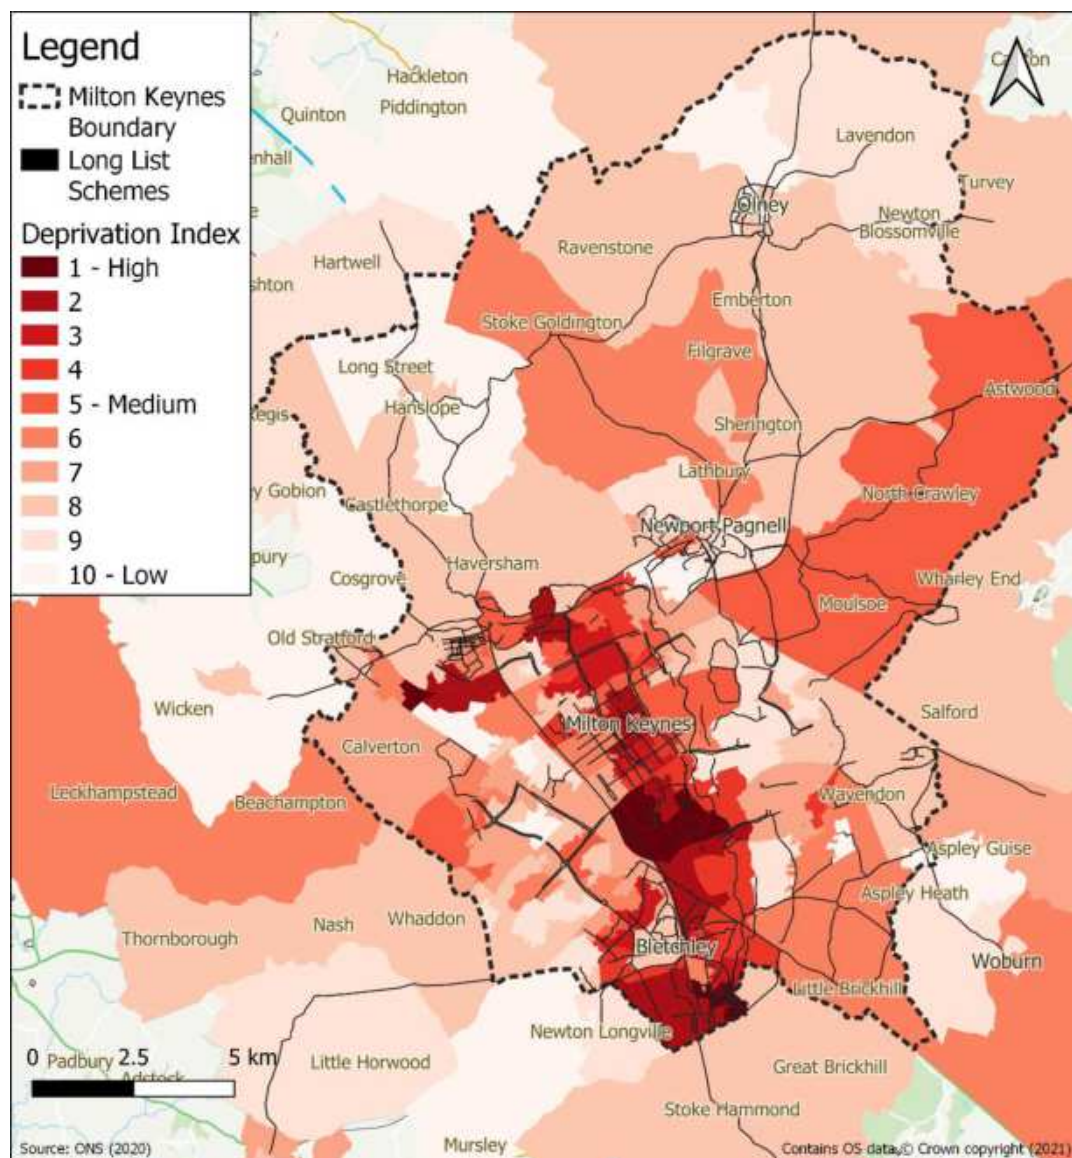 Legend
Milton Keynes
Boundary
Long List
Schemes
Deprivation Index
1 - High
2
3
4
5 - Medium
6
7
8
9
10 - Low
Hackleton
Piddington
Quinton
Lavendon
Turvey
Olney
Newton
Blossomville
Ravenstone
Hartwell
Emberton
Stoke Goldington
Filgrave
Long Street
Astwood
Hanslope
Sherington
Lathbury
North Crawley
Castlethorpe
Newport Pagnell
Haversham
Cosgrove
Wharley End
Moulsoe
Old Stratford
Wicken
Salford
Milton Keynes
Calverton
Leckhampstead
Beachampton
Wavendon
Aspley Guise
Aspley Heath
Nash
Whaddon
Thornborough
Bletchley
Woburn
Little Brickhill
Newton Longville
0 2.5 5 km
Padbury
Little Horwood
Great Brickhill
Adstock
Stoke Hammond
Mursley
Source: ONS (2020)
Contains OS data,© Crown copyright (2021)